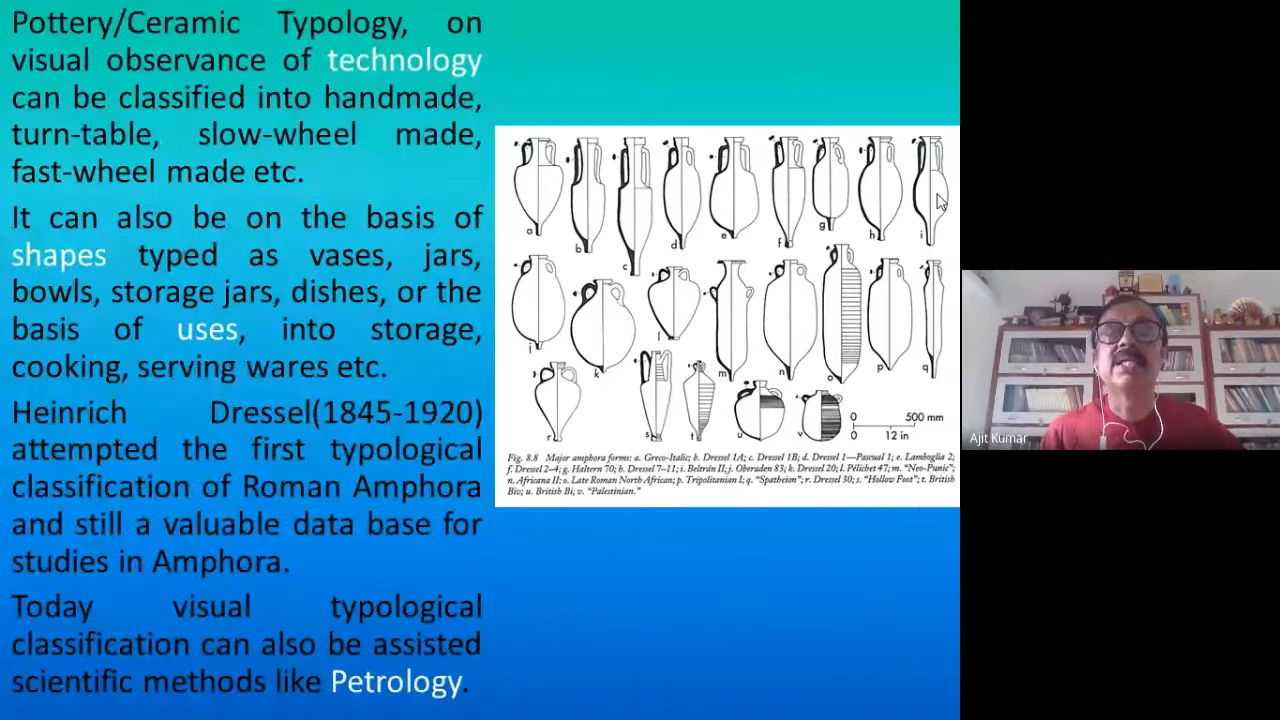 Pottery/Ceramic Typology, on
visual observance of technology
can be classified into handmade,
turn-table, slow-wheel made,
fast-wheel made etc.
It can also be on the basis of
shapes typed as vases, jars,
bowls, storage jars, dishes, or the
basis of uses, into storage,
cooking, serving wares etc.
Heinrich Dressel(1845-1920)
attempted the first typological
classification of Roman Amphora
and still a valuable data base for
studies in Amphora.
Today visual typological
classification can also be assisted
scientific methods like Petrology.
a
b
c
d
e
f
g
h
i
j
k
l
m
n
o
p
q
r
s
t
u
v
0 500 mm
0 12 in
Fig. 8.8 Major amphora forms: a. Greco-Italic; b. Dressel 1A; c. Dressel 1B; d. Dressel 1—Pascual 1; e. Lamboglia 2;
f. Dressel 2–4; g. Haltern 70; h. Dressel 7–11; i. Beltrán II; j. Oberaden 83; k. Dressel 20; l. Pélichet 47; m. "Neo-Punic";
n. Africana II; o. Late Roman North African; p. Tripolitanian I; q. "Spatheion"; r. Dressel 30; s. "Hollow Foot"; t. British
Biv; u. British Bi; v. "Palestinian."
Ajit Kumar